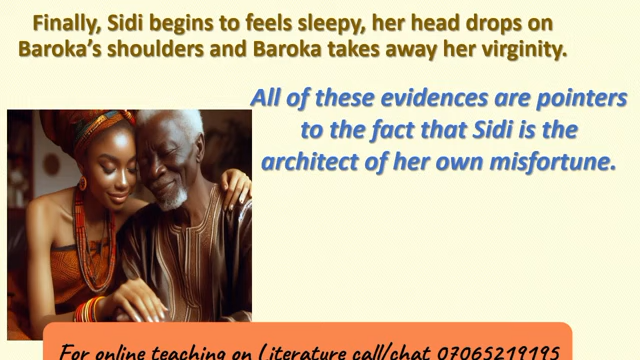 Finally, Sidi begins to feels sleepy, her head drops on
Baroka's shoulders and Baroka takes away her virginity.
All of these evidences are pointers
to the fact that Sidi is the
architect of her own misfortune.
For online teaching on Literature call/chat 07065219195